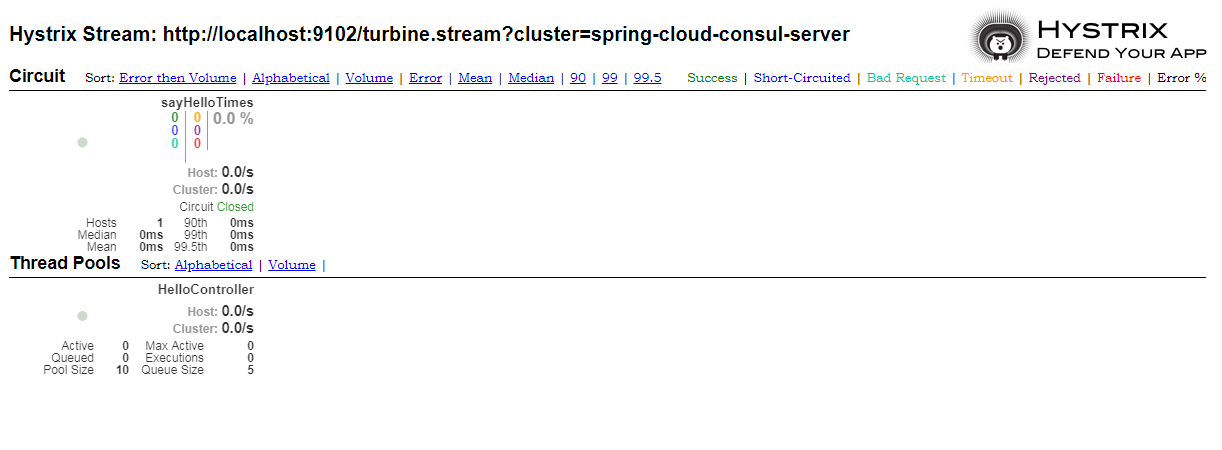 Hystrix Stream: http://localhost:9102/turbine.stream?cluster=spring-cloud-consul-server
HYSTRIX
DEFEND YOUR APP
Circuit Sort: Error then Volume | Alphabetical | Volume | Error | Mean | Median | 90 | 99 | 99.5 Success | Short-Circuited | Bad Request | Timeout | Rejected | Failure | Error %
sayHelloTimes
0 0 0.0 %
0 0
0 0
Host: 0.0/s
Cluster: 0.0/s
Circuit Closed
Hosts 1 90th 0ms
Median 0ms 99th 0ms
Mean 0ms 99.5th 0ms
Thread Pools Sort: Alphabetical | Volume |
HelloController
Host: 0.0/s
Cluster: 0.0/s
Active 0 Max Active 0
Queued 0 Executions 0
Pool Size 10 Queue Size 5